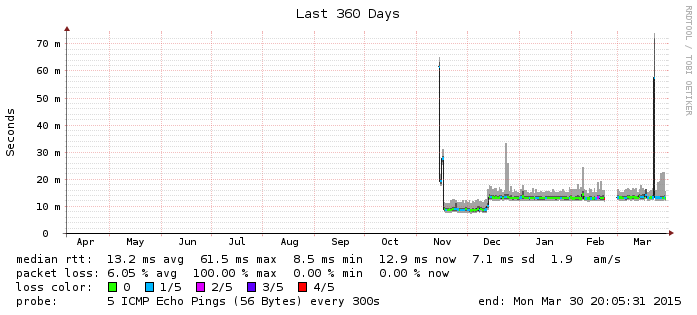 Last 360 Days
RRDTOOL / TOBI OETIKER
Seconds
70 m
60 m
50 m
40 m
30 m
20 m
10 m
0
Apr May Jun Jul Aug Sep Oct Nov Dec Jan Feb Mar
median rtt: 13.2 ms avg 61.5 ms max 8.5 ms min 12.9 ms now 7.1 ms sd 1.9 am/s
packet loss: 6.05 % avg 100.00 % max 0.00 % min 0.00 % now
loss color: 0 1/5 2/5 3/5 4/5
probe: 5 ICMP Echo Pings (56 Bytes) every 300s end: Mon Mar 30 20:05:31 2015